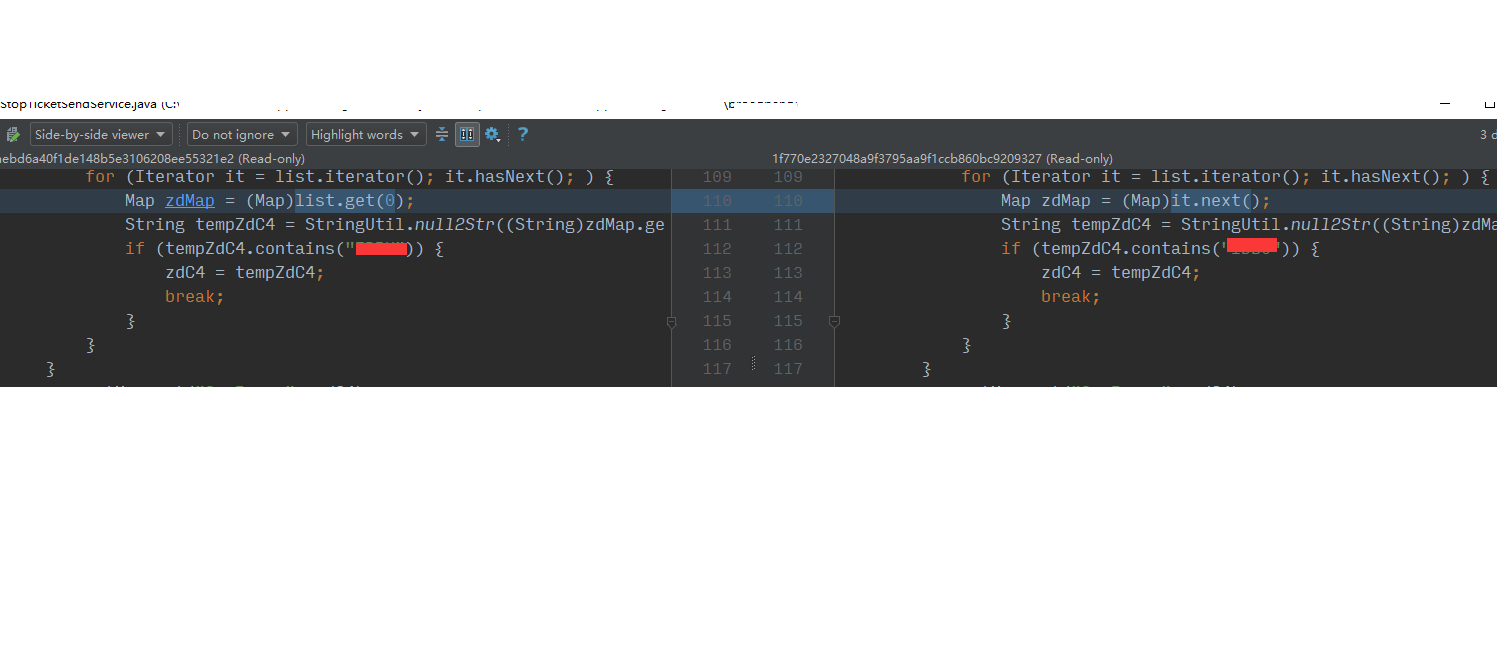 StopTicketSendService.java (C:\
Side-by-side viewer Do not ignore Highlight words ? 3 d
aebd6a40f1de148b5e3106208ee55321e2 (Read-only) 1f770e2327048a9f3795aa9f1ccb860bc9209327 (Read-only)
for (Iterator it = list.iterator(); it.hasNext(); ) { 109 109 for (Iterator it = list.iterator(); it.hasNext(); ) {
Map zdMap = (Map)list.get(0); 110 110 Map zdMap = (Map)it.next();
String tempZdC4 = StringUtil.null2Str((String)zdMap.ge 111 111 String tempZdC4 = StringUtil.null2Str((String)zdMa
if (tempZdC4.contains(" )) { 112 112 if (tempZdC4.contains(" ")) {
zdC4 = tempZdC4; 113 113 zdC4 = tempZdC4;
break; 114 114 break;
} 115 115 }
} 116 116 }
} 117 117 }